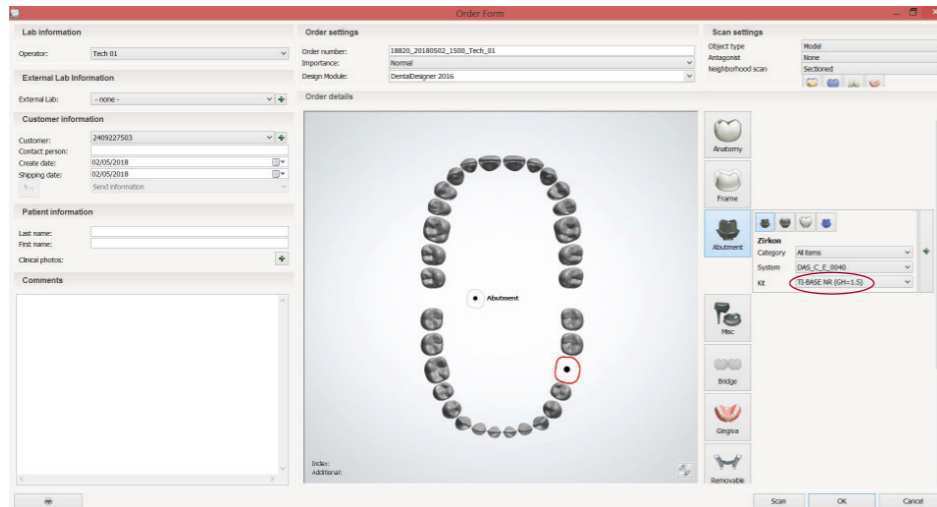 Order Form
Lab information
Operator:
Tech 01
External Lab Information
External Lab:
- none -
Customer information
Customer:
2409227503
Contact person:
Create date:
02/05/2018
Shipping date:
02/05/2018
Send information
Patient information
Last name:
First name:
Clinical photos:
Comments
Order settings
Order number:
18820_20180502_1500_Tech_01
Importance:
Normal
Design Module:
DentalDesigner 2016
Order details
Abutment
Index:
Additional:
Scan settings
Object type
Model
Antagonist
None
Neighborhood scan
Sectioned
Anatomy
Frame
Abutment
Zirkon
Category
All items
System
DAS_C_E_0040
Kit
TI-BASE NR (GH=1.5)
Misc
Bridge
Gingiva
Removable
Scan
OK
Cancel